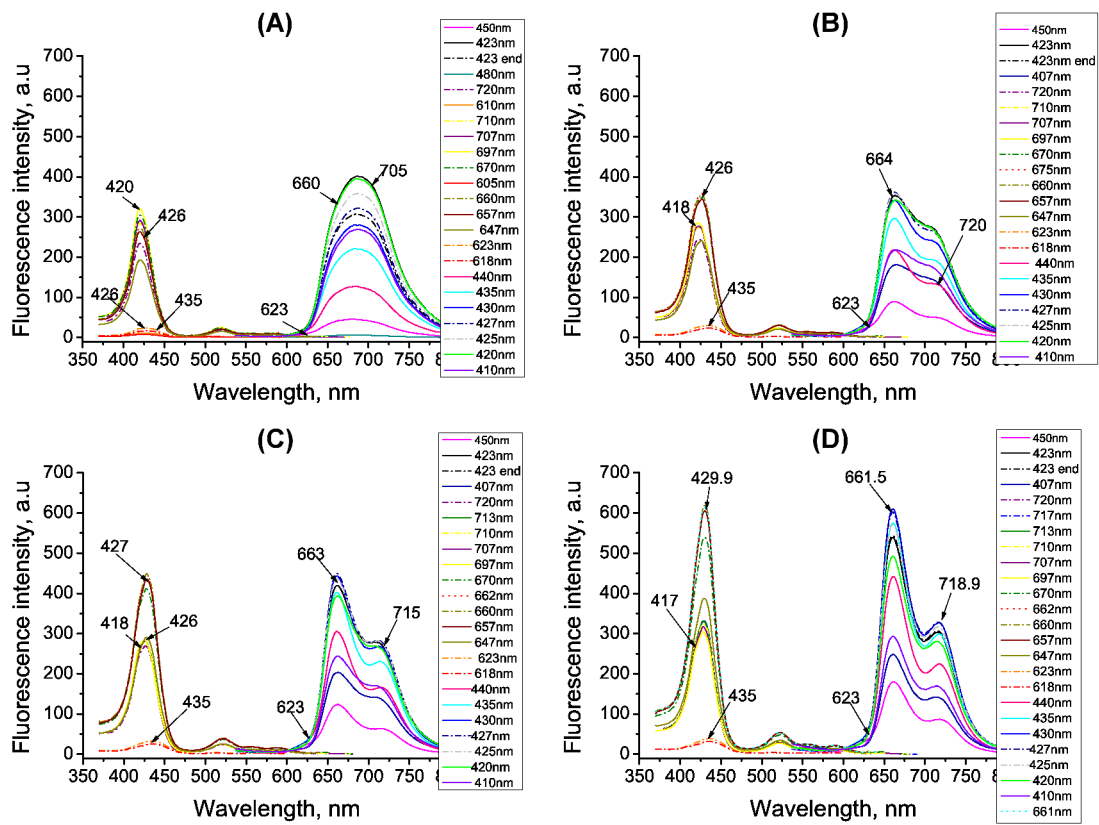 (A)
Fluorescence intensity, a.u
700
600
500
400
300
200
100
0
350
400
450
500
550
600
650
700
750
Wavelength, nm
420
426
426
435
623
660
705
450nm
423nm
423 end
480nm
720nm
610nm
710nm
707nm
697nm
670nm
605nm
660nm
657nm
647nm
623nm
618nm
440nm
435nm
430nm
427nm
425nm
420nm
410nm
(B)
Fluorescence intensity, a.u
700
600
500
400
300
200
100
0
350
400
450
500
550
600
650
700
750
Wavelength, nm
426
418
435
623
664
720
450nm
423nm
423nm end
407nm
720nm
710nm
707nm
697nm
670nm
675nm
660nm
657nm
647nm
623nm
618nm
440nm
435nm
430nm
427nm
425nm
420nm
410nm
(C)
Fluorescence intensity, a.u
700
600
500
400
300
200
100
0
350
400
450
500
550
600
650
700
750
Wavelength, nm
427
418
426
435
623
663
715
450nm
423nm
423 end
407nm
720nm
713nm
710nm
707nm
697nm
670nm
662nm
660nm
657nm
647nm
623nm
618nm
440nm
435nm
430nm
427nm
425nm
420nm
410nm
(D)
Fluorescence intensity, a.u
700
600
500
400
300
200
100
0
350
400
450
500
550
600
650
700
750
Wavelength, nm
429.9
417
435
623
661.5
718.9
450nm
423nm
423 end
407nm
720nm
717nm
713nm
710nm
707nm
697nm
670nm
662nm
660nm
657nm
647nm
623nm
618nm
440nm
435nm
430nm
427nm
425nm
420nm
410nm
661nm